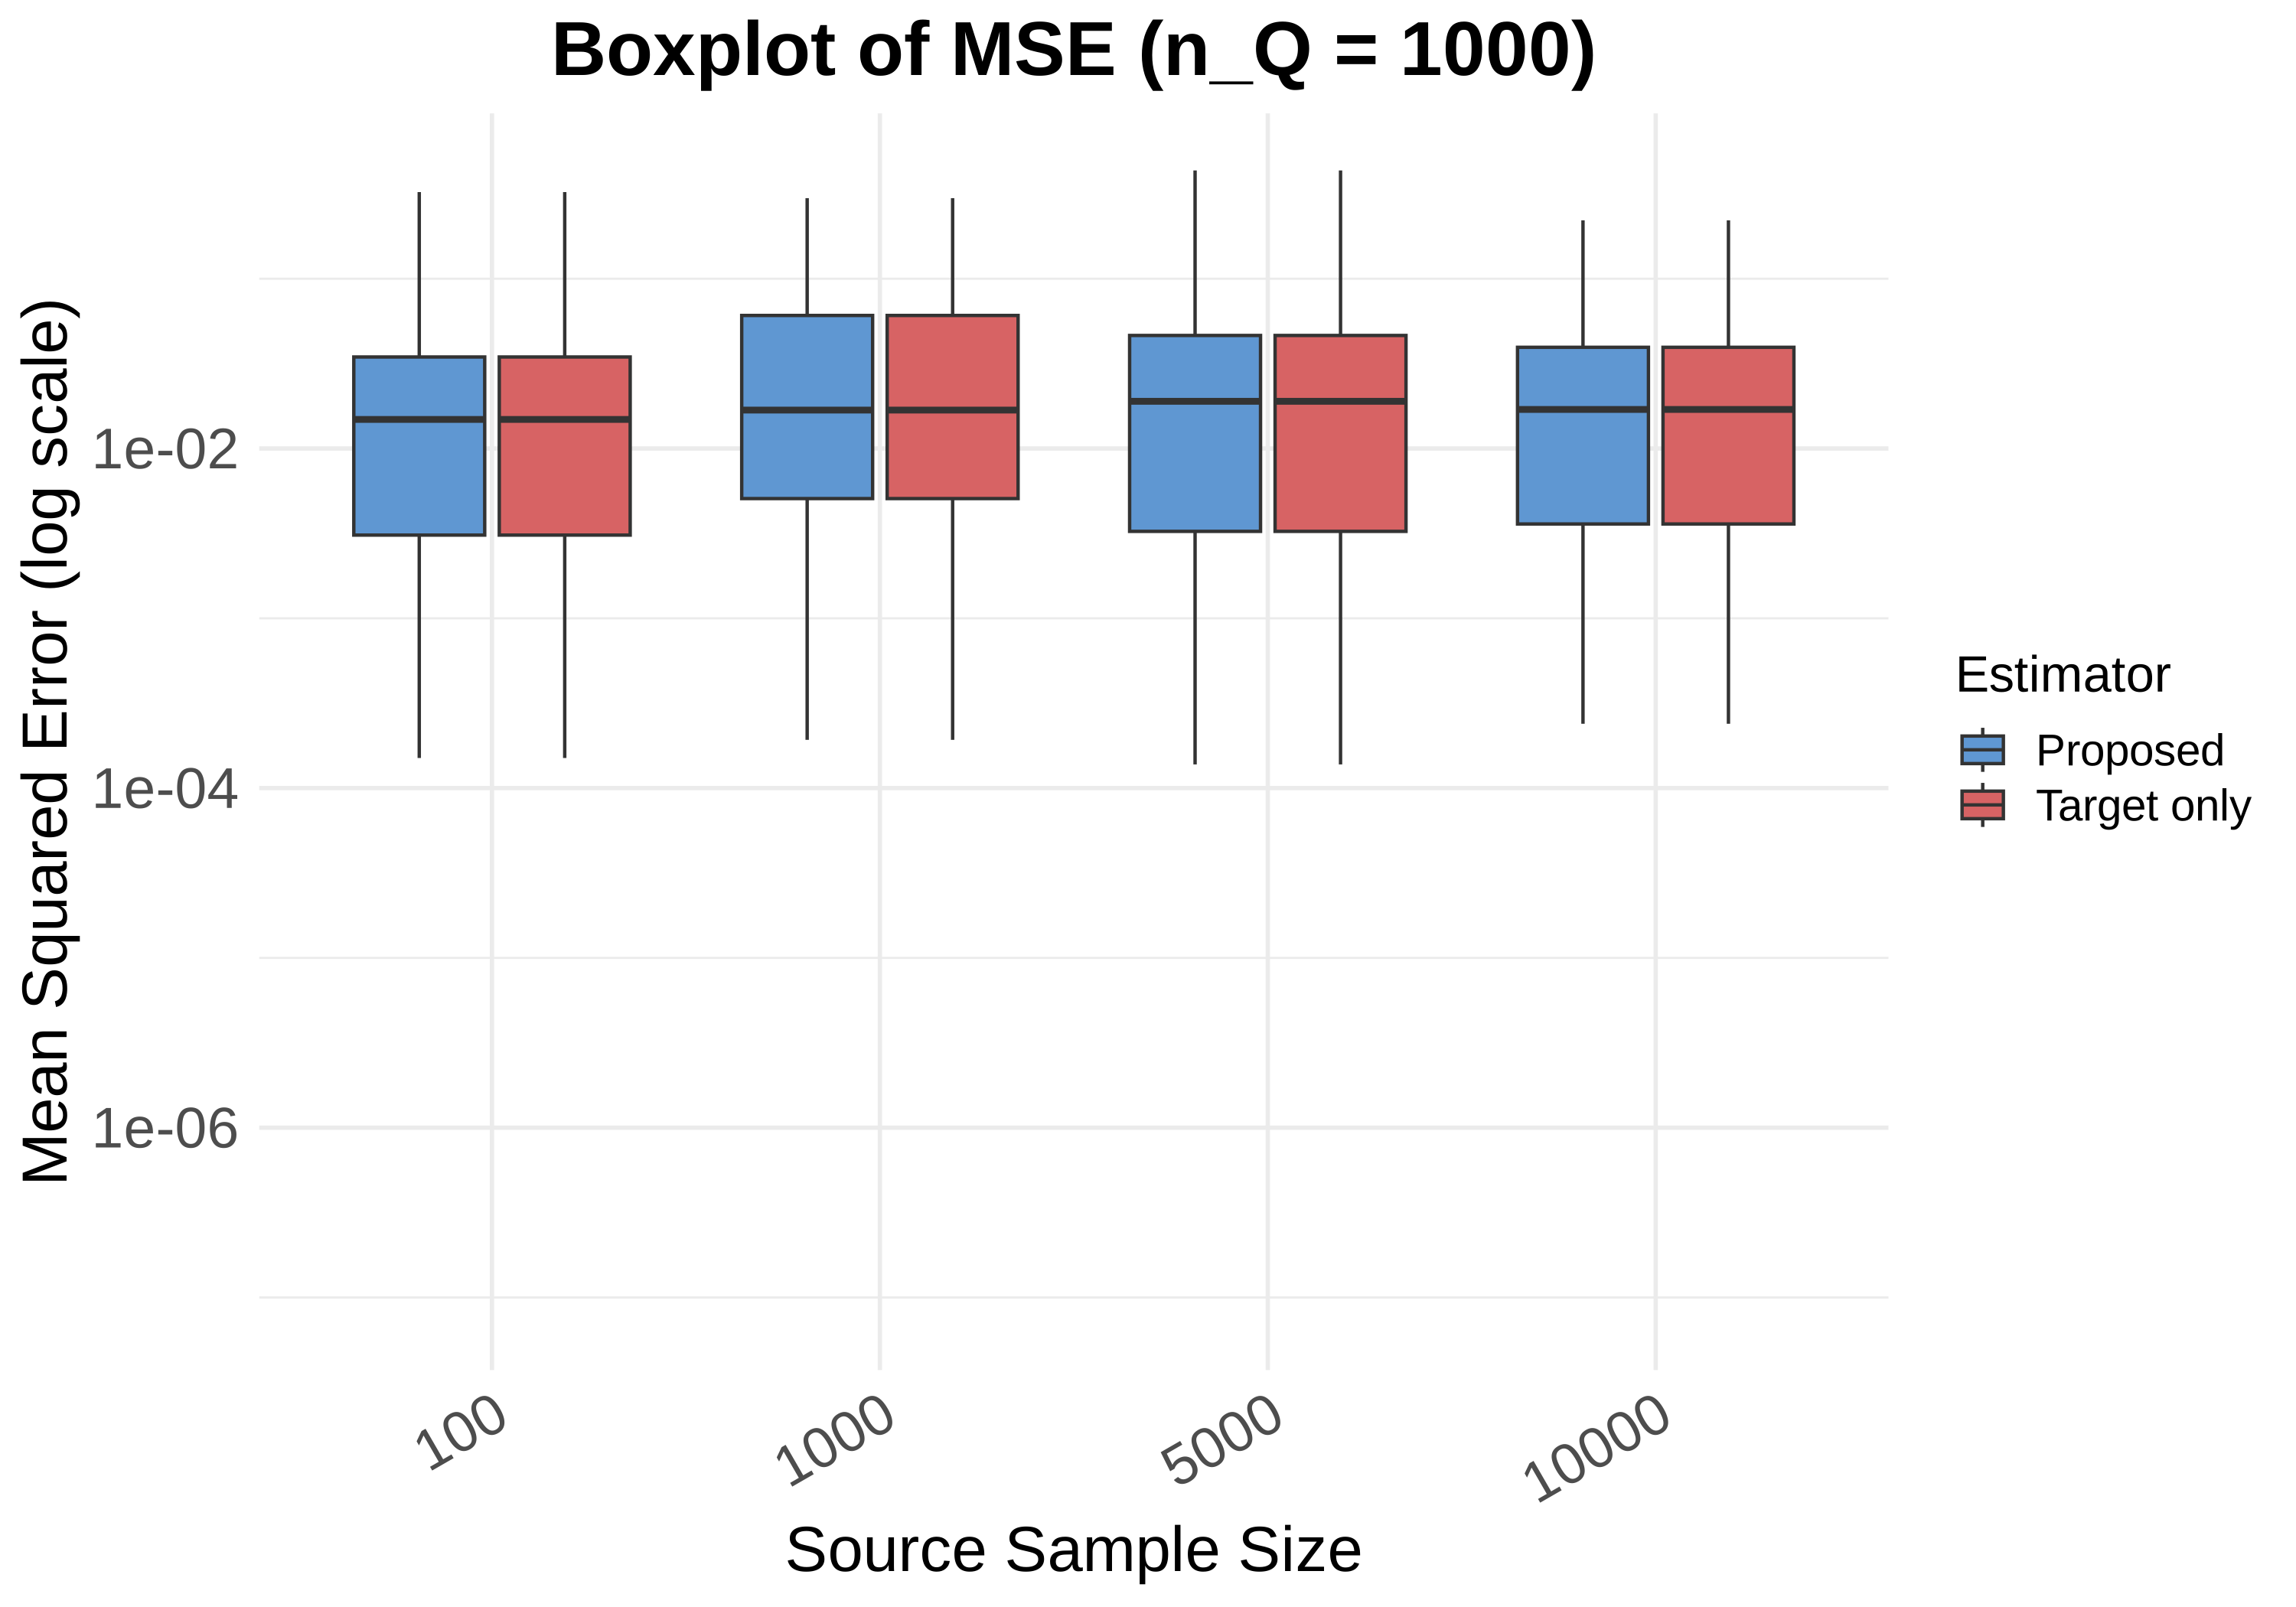 Boxplot of MSE (n_Q = 1000)
Mean Squared Error (log scale)
1e-02
1e-04
1e-06
100
1000
5000
10000
Source Sample Size
Estimator
Proposed
Target only